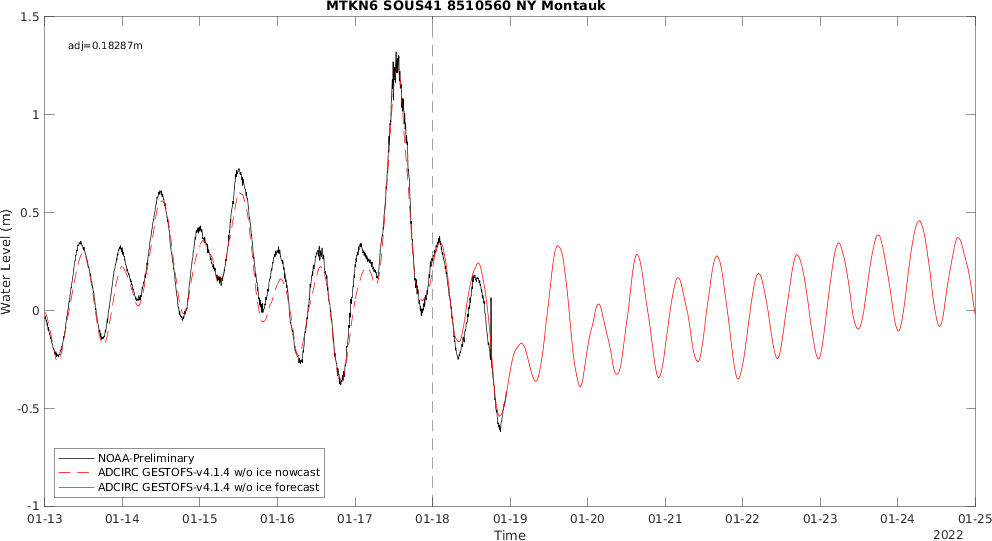 MTKN6 SOUS41 8510560 NY Montauk
adj=0.18287m
1.5
1
0.5
0
-0.5
-1
Water Level (m)
NOAA-Preliminary
ADCIRC GESTOFS-v4.1.4 w/o ice nowcast
ADCIRC GESTOFS-v4.1.4 w/o ice forecast
01-13 01-14 01-15 01-16 01-17 01-18 01-19 01-20 01-21 01-22 01-23 01-24 01-25
Time
2022